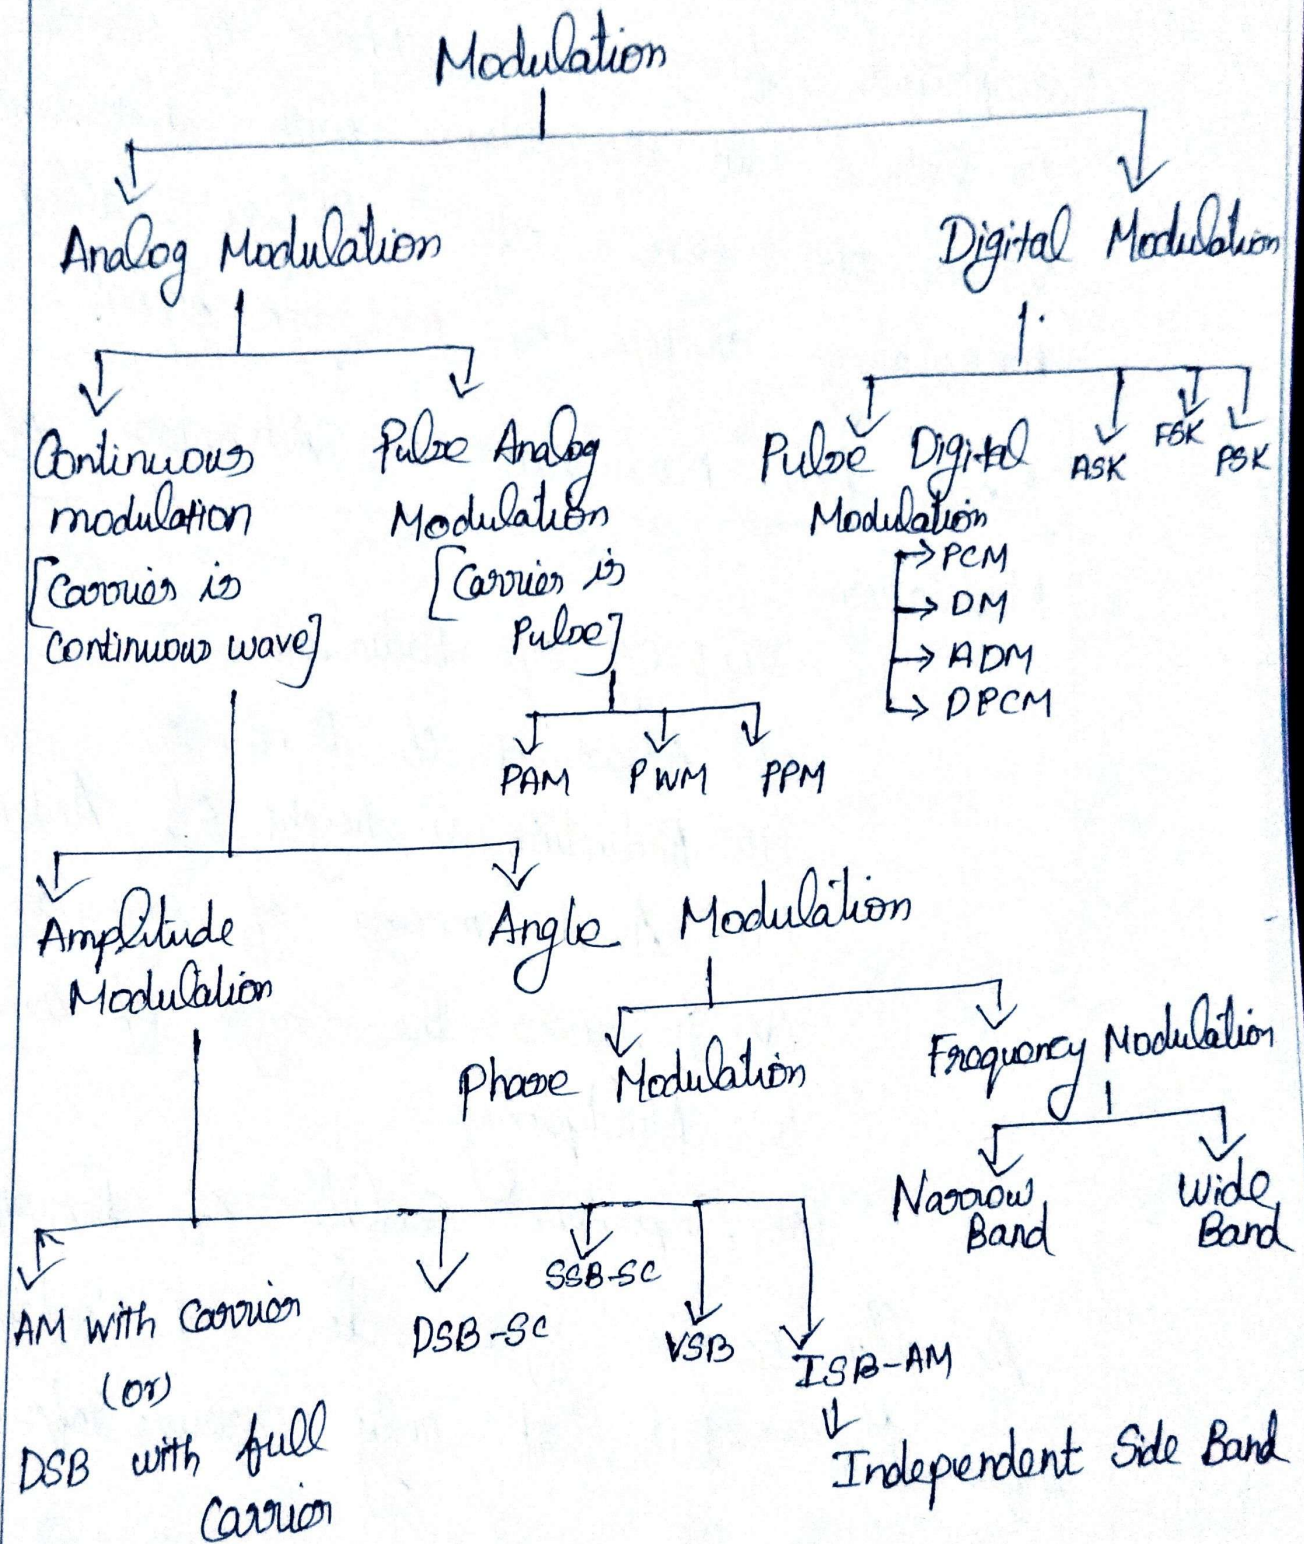 Modulation
Analog Modulation
Digital Modulation
Continuous
modulation
[Carrier is
Continuous wave]
Pulse Analog
Modulation
[Carrier is
Pulse]
PAM
PWM
PPM
Pulse Digital
Modulation
PCM
DM
ADM
DPCM
ASK
FSK
PSK
Amplitude
Modulation
Angle Modulation
Phase Modulation
Frequency Modulation
Narrow
Band
Wide
Band
AM with Carrier
(or)
DSB with full
Carrier
DSB-SC
SSB-SC
VSB
ISB-AM
Independent Side Band